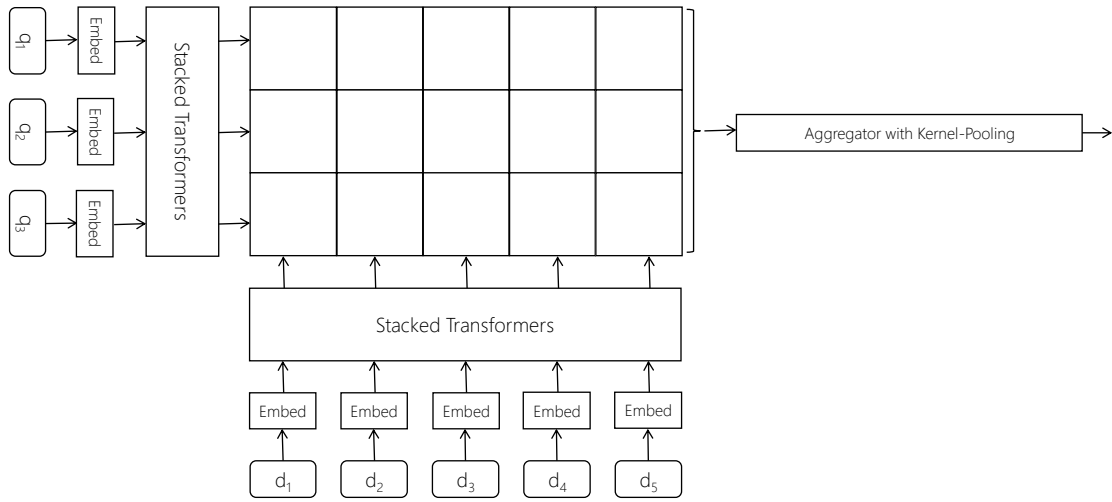 q₁
Embed
q₂
Embed
q₃
Embed
Stacked Transformers
Aggregator with Kernel-Pooling
Stacked Transformers
Embed Embed Embed Embed Embed
d₁ d₂ d₃ d₄ d₅